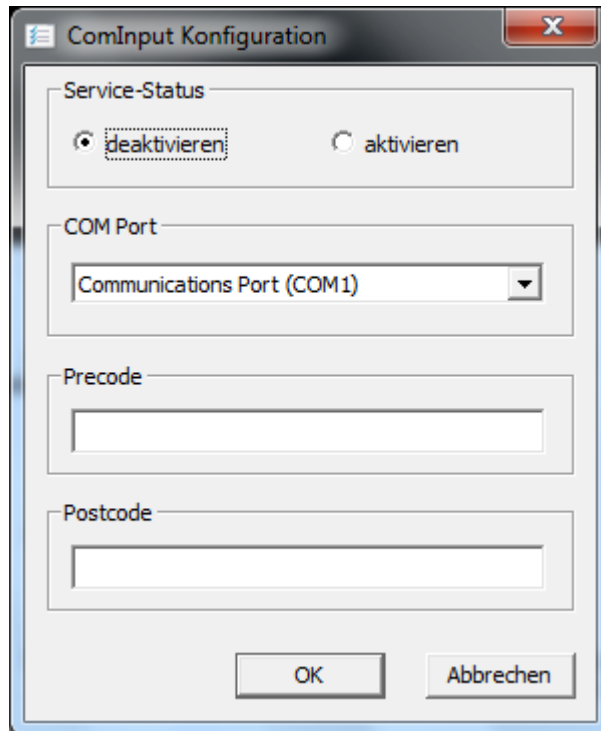 ComInput Konfiguration
Service-Status
deaktivieren aktivieren
COM Port
Communications Port (COM1)
Precode
Postcode
OK Abbrechen